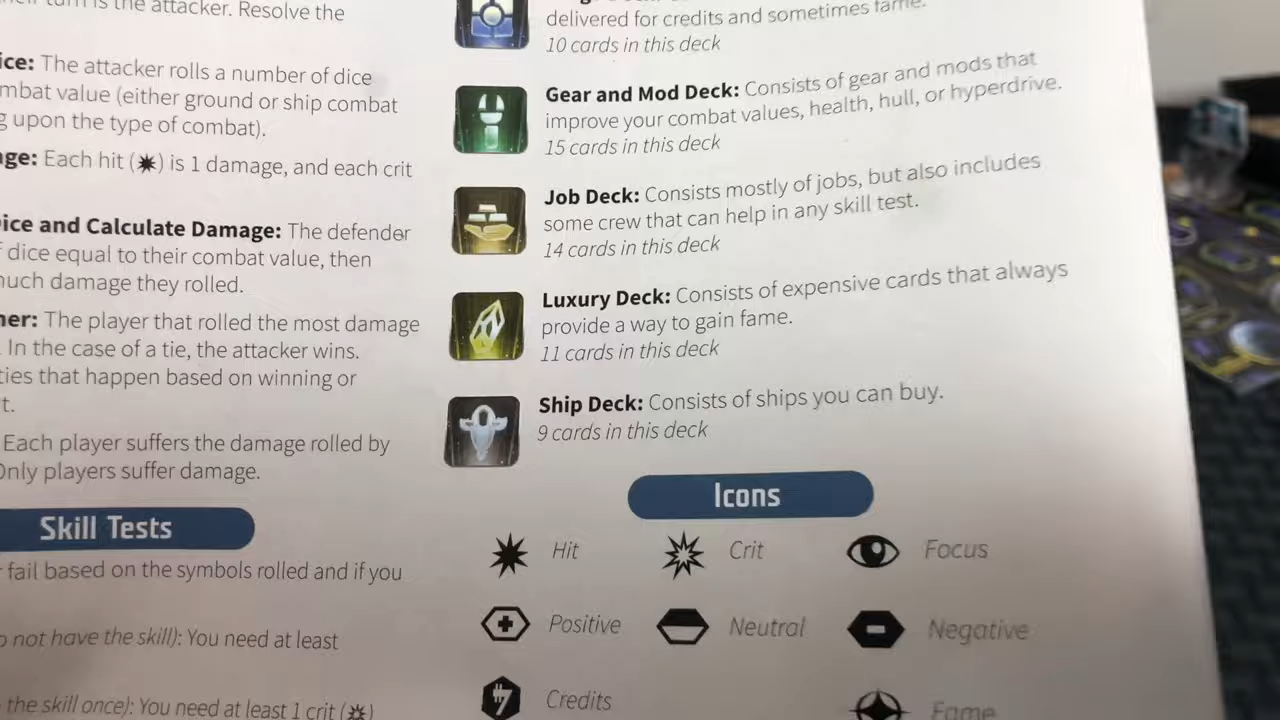 their turn is the attacker. Resolve the
ice: The attacker rolls a number of dice
mbat value (either ground or ship combat
g upon the type of combat).
age: Each hit ( ) is 1 damage, and each crit
ice and Calculate Damage: The defender
f dice equal to their combat value, then
much damage they rolled.
ner: The player that rolled the most damage
. In the case of a tie, the attacker wins.
ties that happen based on winning or
t.
Each player suffers the damage rolled by
Only players suffer damage.
Skill Tests
r fail based on the symbols rolled and if you
o not have the skill): You need at least
the skill once): You need at least 1 crit ( )
delivered for credits and sometimes fame.
10 cards in this deck
Gear and Mod Deck: Consists of gear and mods that
improve your combat values, health, hull, or hyperdrive.
15 cards in this deck
Job Deck: Consists mostly of jobs, but also includes
some crew that can help in any skill test.
14 cards in this deck
Luxury Deck: Consists of expensive cards that always
provide a way to gain fame.
11 cards in this deck
Ship Deck: Consists of ships you can buy.
9 cards in this deck
Icons
Hit Crit Focus
Positive Neutral Negative
Credits Fame